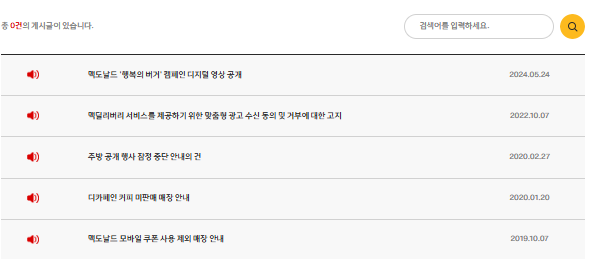 총 0건의 게시글이 있습니다.
검색어를 입력하세요.
맥도날드 '행복의 버거' 캠페인 디지털 영상 공개 2024.05.24
맥딜리버리 서비스를 제공하기 위한 맞춤형 광고 수신 동의 및 거부에 대한 고지 2022.10.07
주방 공개 행사 잠정 중단 안내의 건 2020.02.27
디카페인 커피 미판매 매장 안내 2020.01.20
맥도날드 모바일 쿠폰 사용 제외 매장 안내 2019.10.07